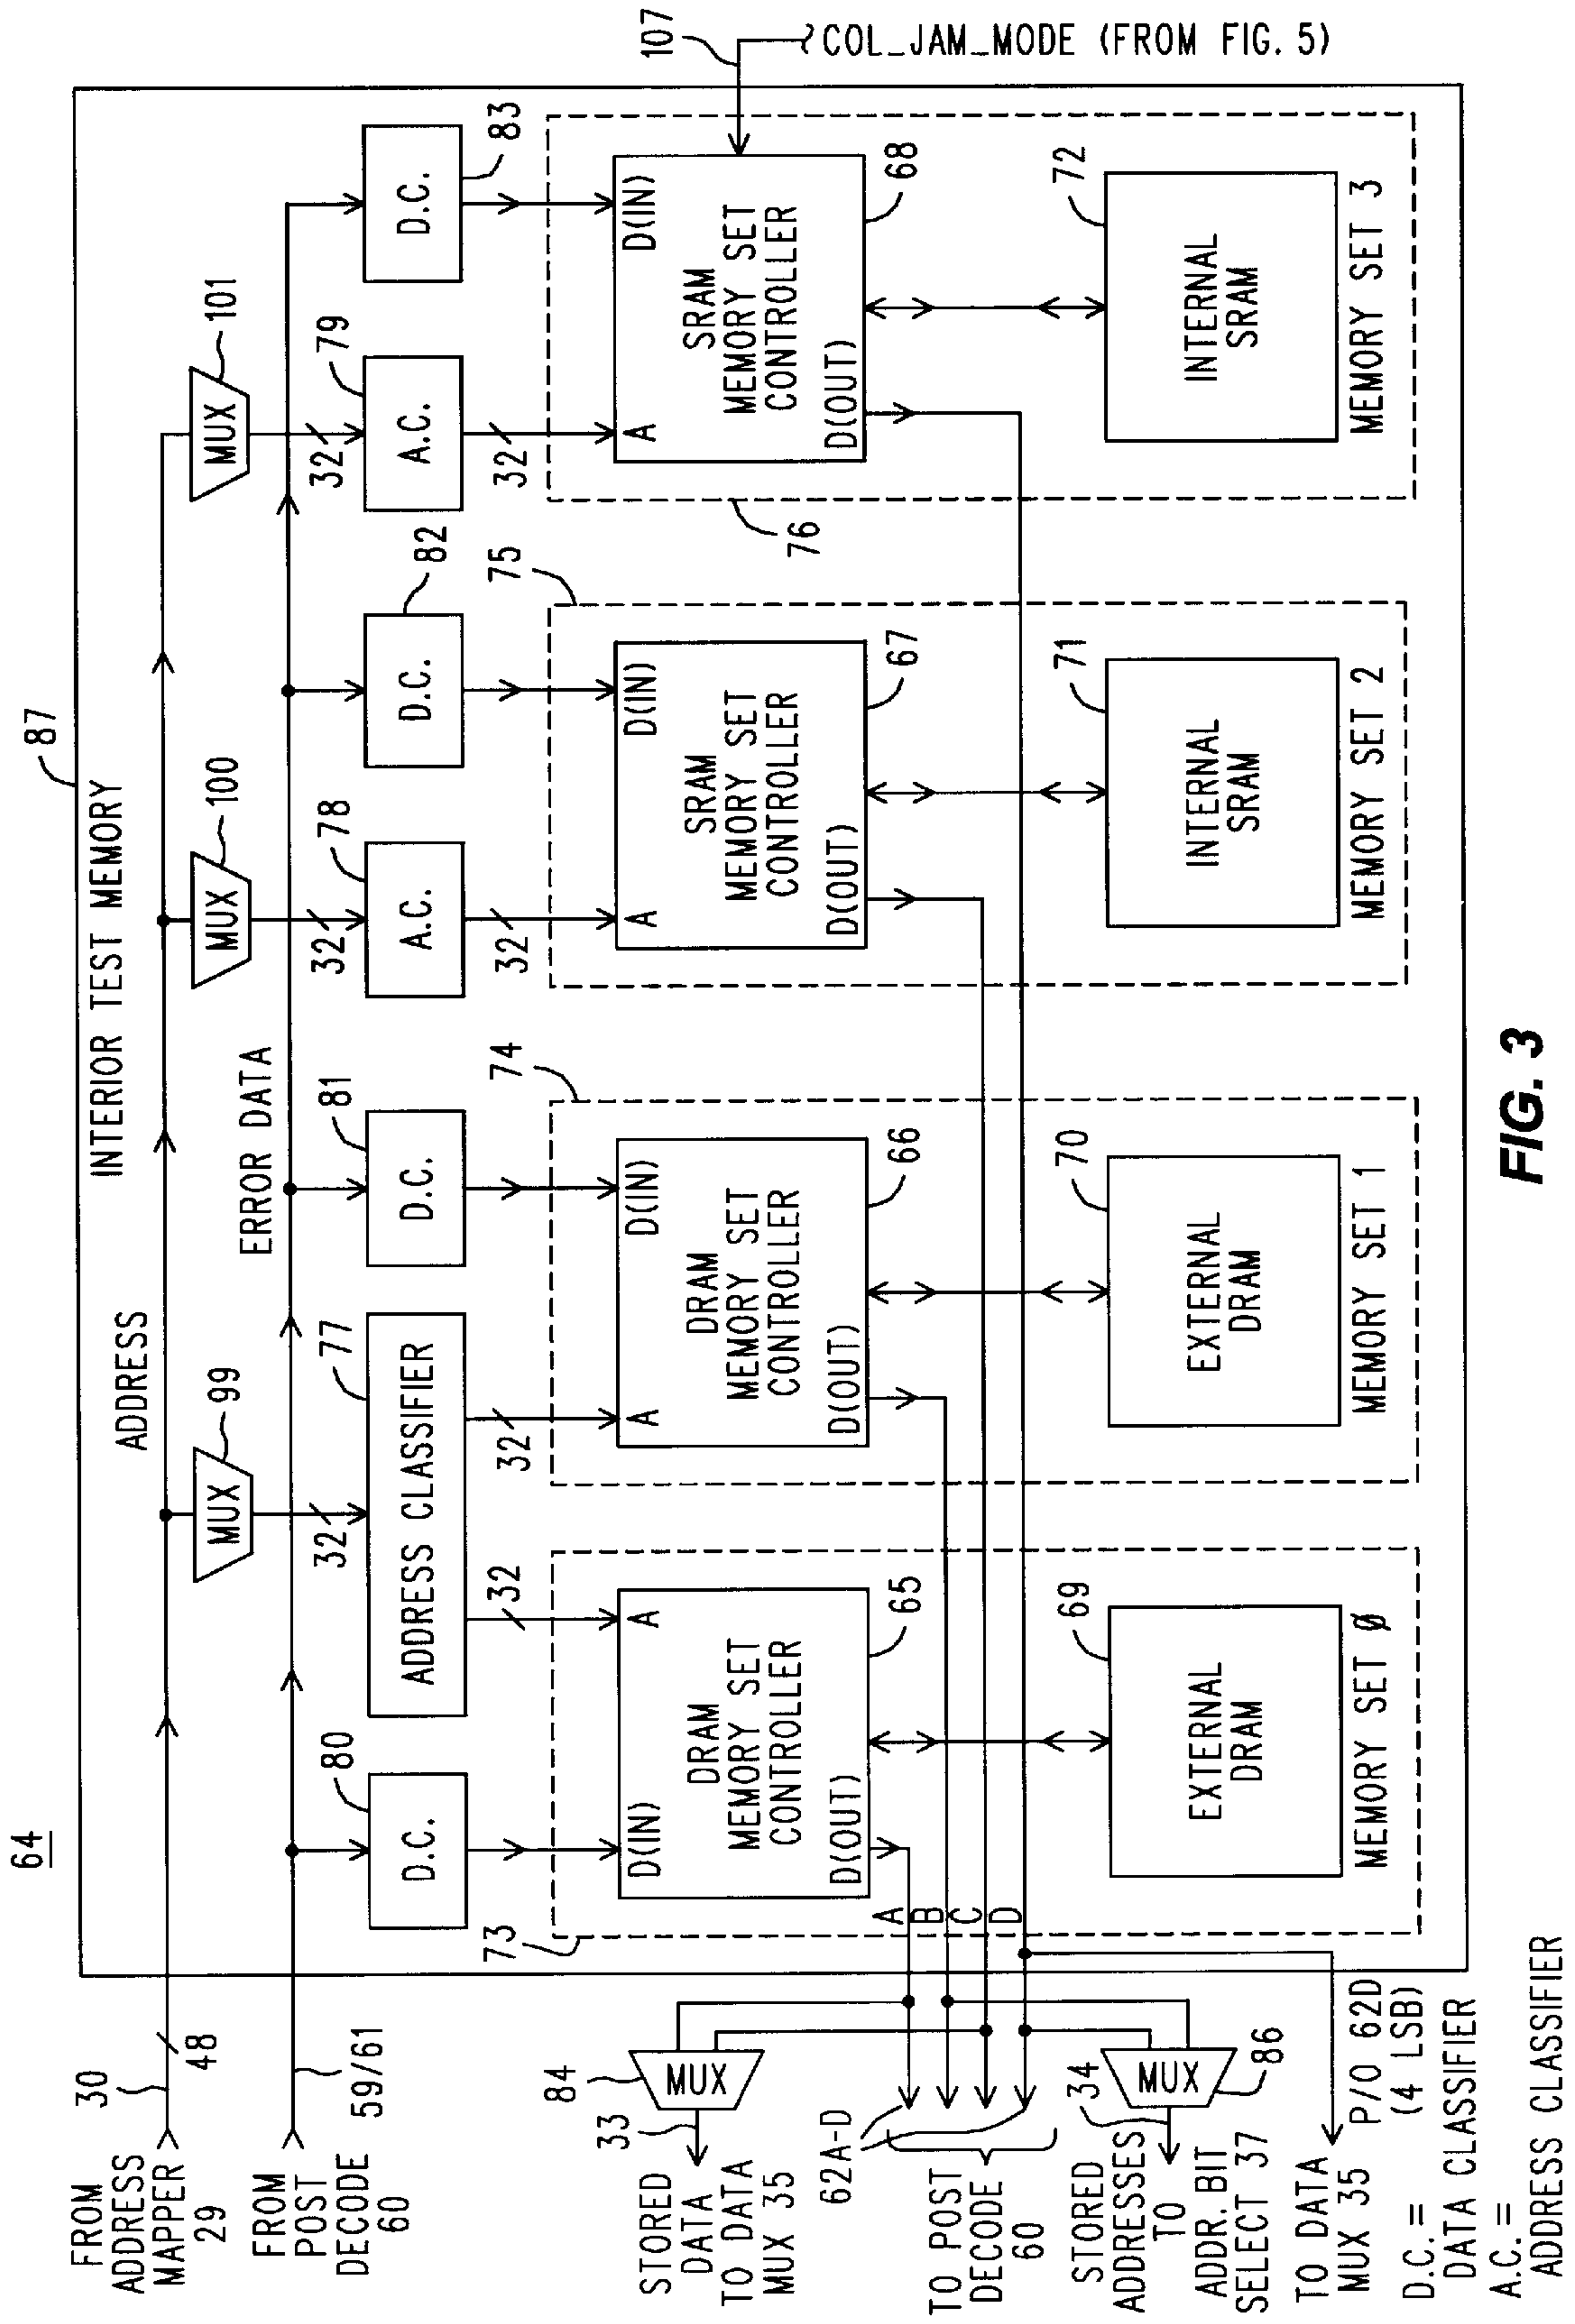 64
87
INTERIOR TEST MEMORY
FROM
ADDRESS
MAPPER
29
30
48
ADDRESS
FROM
POST
DECODE
60
59/61
ERROR DATA
MUX
99
MUX
100
MUX
101
32
32
32
D.C.
80
ADDRESS CLASSIFIER
77
D.C.
81
A.C.
78
D.C.
82
A.C.
79
D.C.
83
32
32
32
32
73
74
75
76
D(IN)
A
DRAM
MEMORY SET
CONTROLLER
D(OUT)
65
A
D(IN)
DRAM
MEMORY SET
CONTROLLER
D(OUT)
66
A
D(IN)
SRAM
MEMORY SET
CONTROLLER
D(OUT)
67
A
D(IN)
SRAM
MEMORY SET
CONTROLLER
D(OUT)
68
107
COL_JAM_MODE (FROM FIG. 5)
A
B
C
D
EXTERNAL
DRAM
69
MEMORY SET 0
EXTERNAL
DRAM
70
MEMORY SET 1
INTERNAL
SRAM
71
MEMORY SET 2
INTERNAL
SRAM
72
MEMORY SET 3
84
MUX
33
STORED
DATA
TO DATA
MUX 35
62A-D
TO POST
DECODE
60
34
MUX
86
STORED
ADDRESSES
TO
ADDR. BIT
SELECT 37
TO DATA
MUX 35
P/O 62D
(4 LSB)
D.C. =
DATA CLASSIFIER
A.C. =
ADDRESS CLASSIFIER
FIG. 3